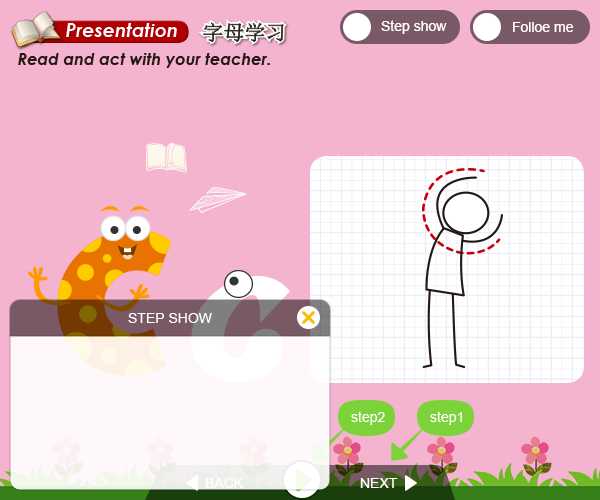 Presentation 字母学习
Step show
Folloe me
Read and act with your teacher.
STEP SHOW
step2
step1
BACK
NEXT